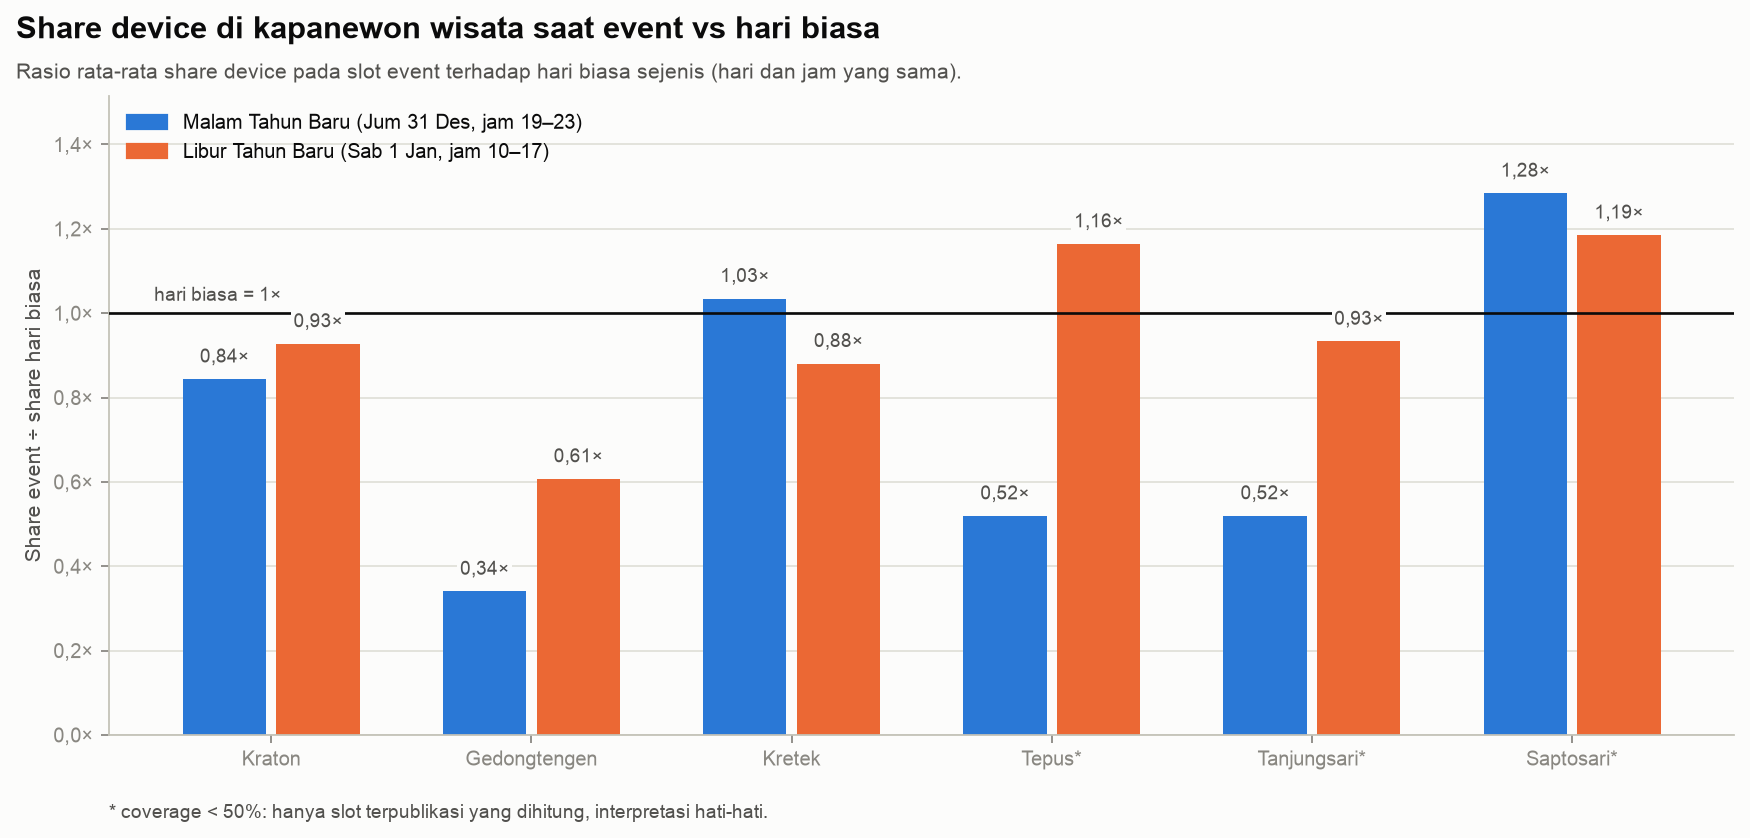 Share device di kapanewon wisata saat event vs hari biasa
Rasio rata-rata share device pada slot event terhadap hari biasa sejenis (hari dan jam yang sama).
Malam Tahun Baru (Jum 31 Des, jam 19–23)
Libur Tahun Baru (Sab 1 Jan, jam 10–17)
Share event ÷ share hari biasa
1,4×
1,2×
1,0×
0,8×
0,6×
0,4×
0,2×
0,0×
hari biasa = 1×
0,84×
0,93×
0,34×
0,61×
1,03×
0,88×
0,52×
1,16×
0,52×
0,93×
1,28×
1,19×
Kraton
Gedongtengen
Kretek
Tepus*
Tanjungsari*
Saptosari*
* coverage < 50%: hanya slot terpublikasi yang dihitung, interpretasi hati-hati.